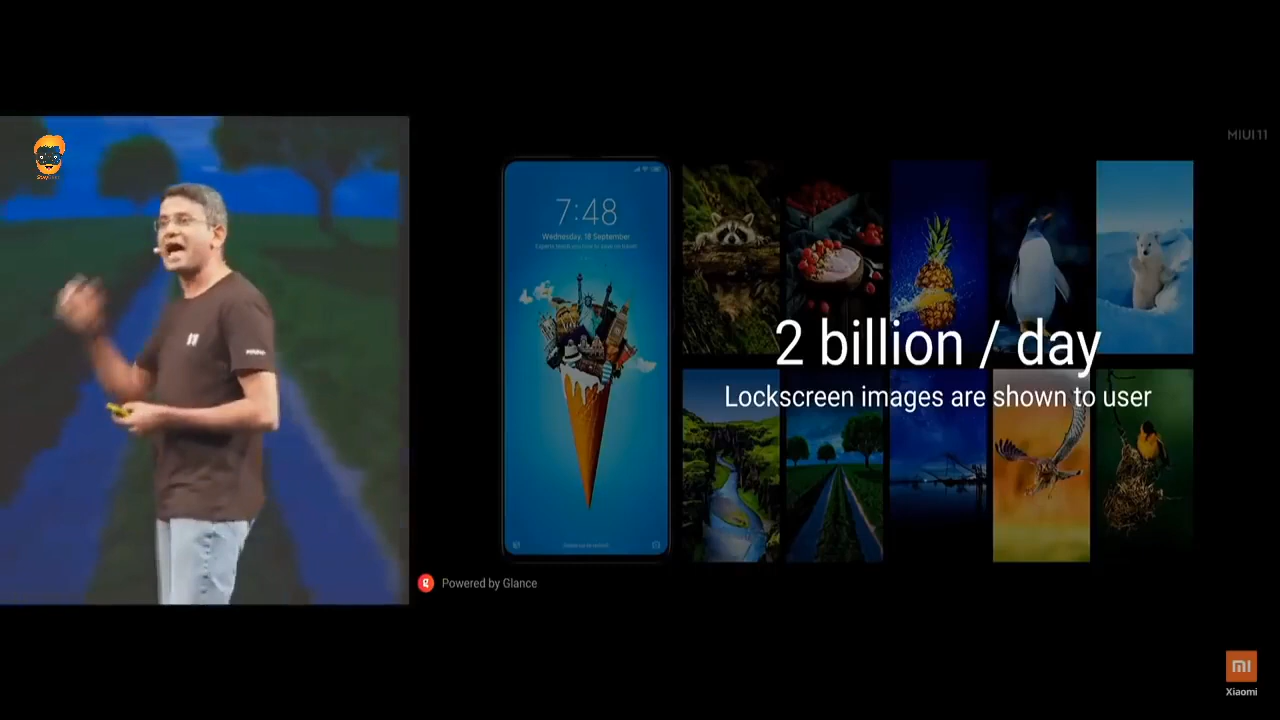 MIUI 11
7:48
Wednesday, 18 September
2 billion / day
Lockscreen images are shown to user
Powered by Glance
mi
Xiaomi